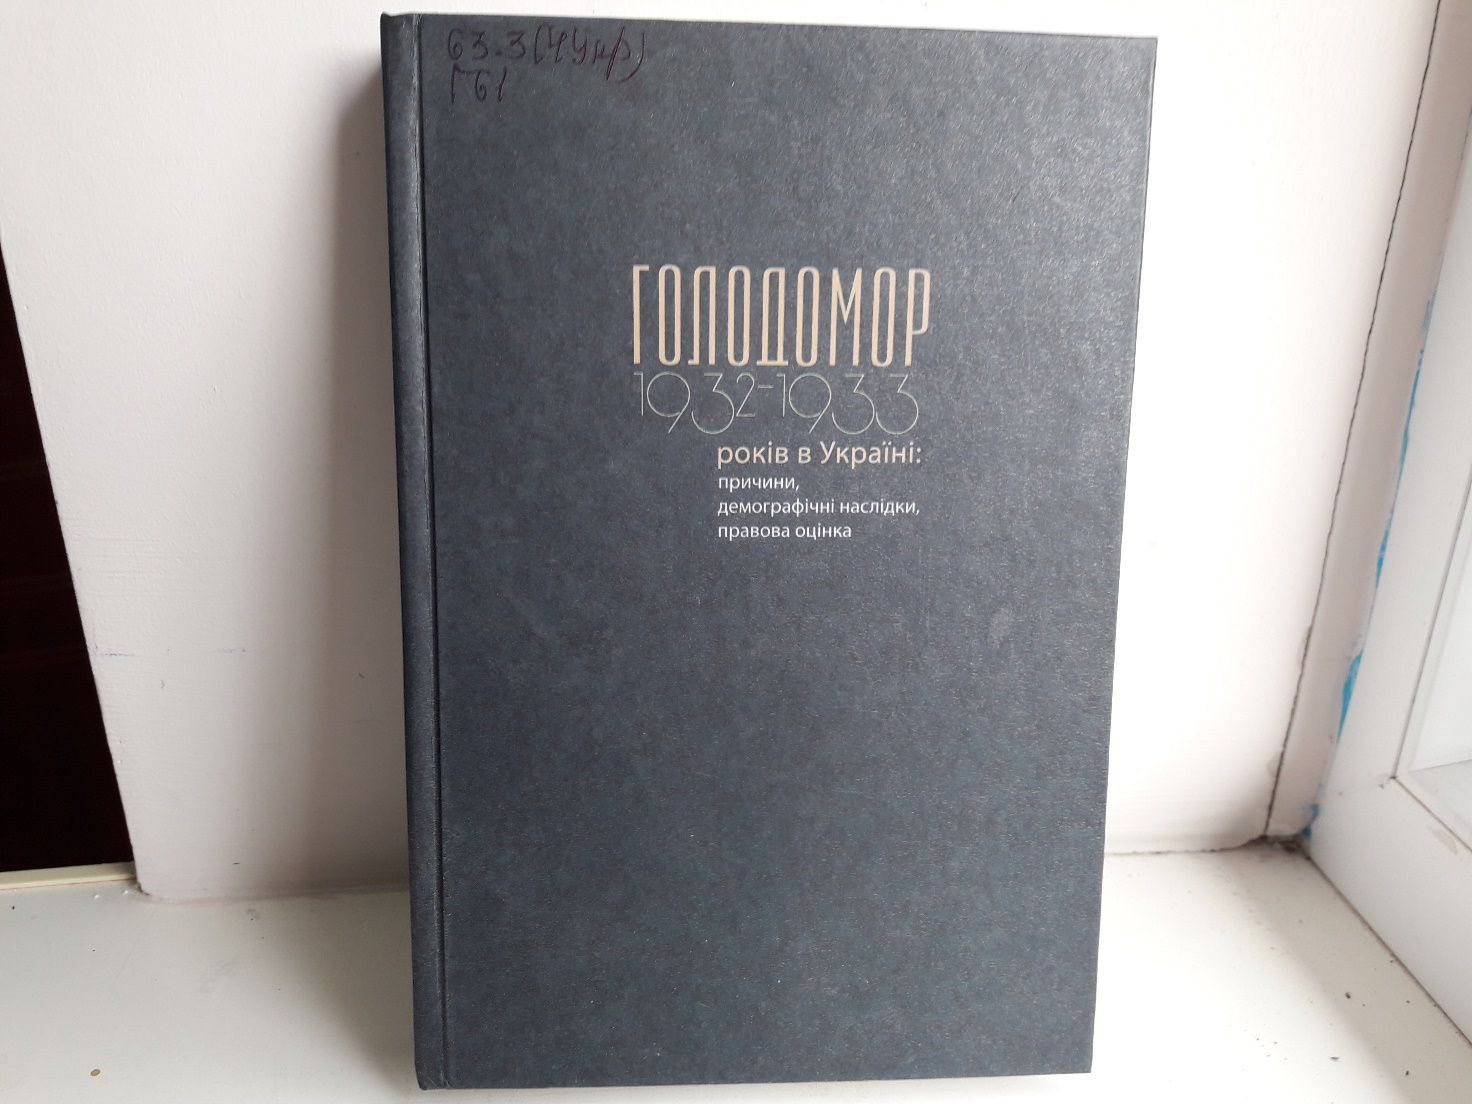 63.3(4Укр)
Г61
ГОЛОДОМОР
1932-1933
років в Україні:
причини,
демографічні наслідки,
правова оцінка